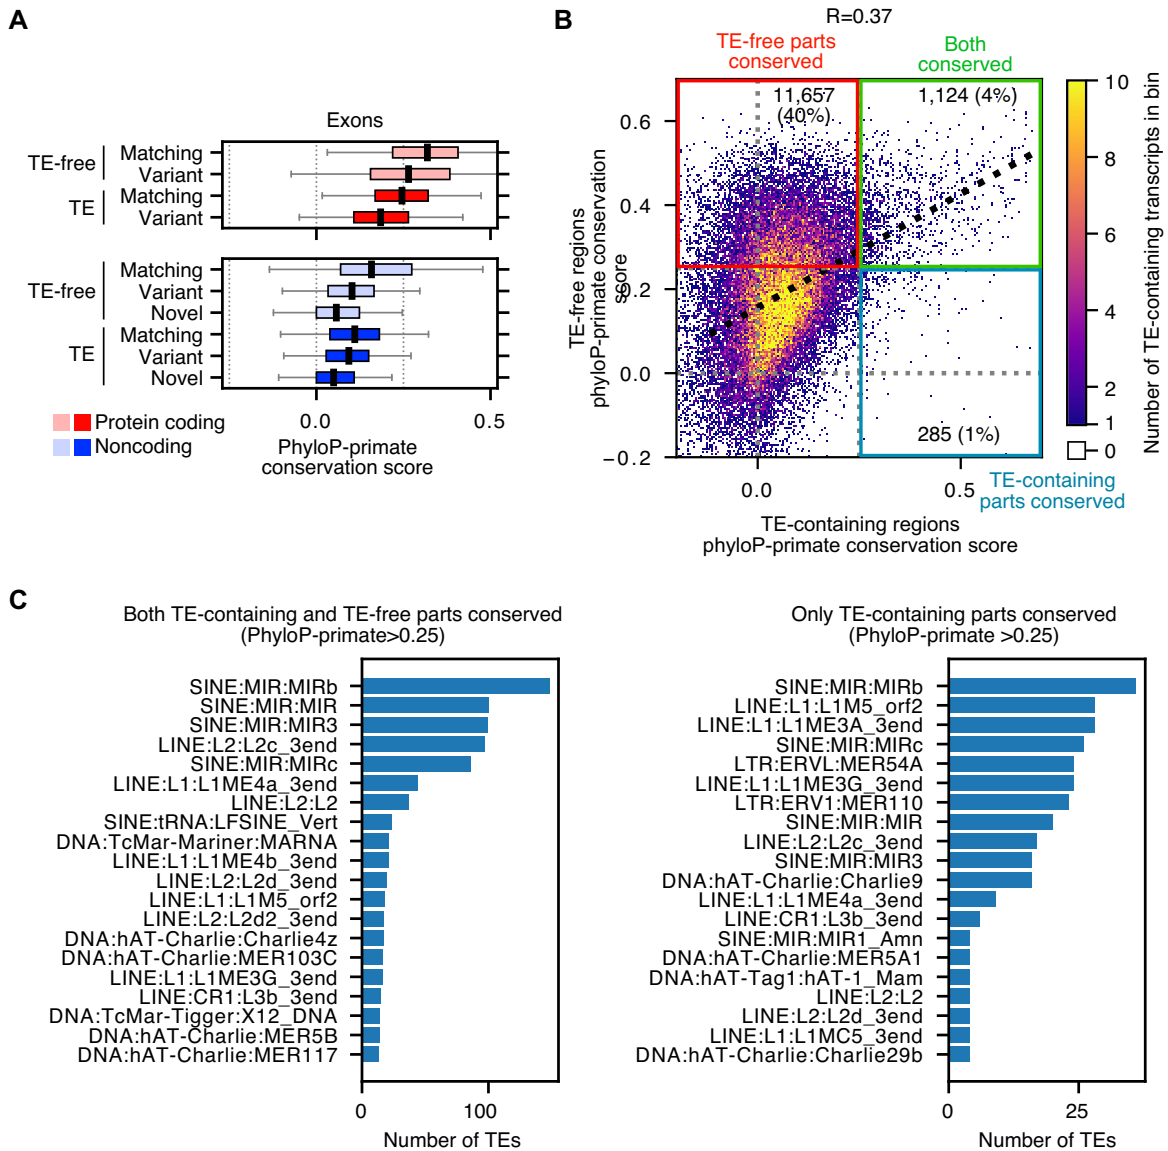 A
Exons
TE-free
Matching
Variant
TE
Matching
Variant
TE-free
Matching
Variant
Novel
TE
Matching
Variant
Novel
0.0
0.5
Protein coding
Noncoding
PhyloP-primate
conservation score
B
R=0.37
TE-free parts
conserved
Both
conserved
11,657
(40%)
1,124 (4%)
285 (1%)
0.6
0.4
0.2
0.0
−0.2
TE-free regions
phyloP-primate conservation
score
0.0
0.5
TE-containing
parts conserved
TE-containing regions
phyloP-primate conservation score
10
8
6
4
2
1
0
Number of TE-containing transcripts in bin
C
Both TE-containing and TE-free parts conserved
(PhyloP-primate>0.25)
SINE:MIR:MIRb
SINE:MIR:MIR
SINE:MIR:MIR3
LINE:L2:L2c_3end
SINE:MIR:MIRc
LINE:L1:L1ME4a_3end
LINE:L2:L2
SINE:tRNA:LFSINE_Vert
DNA:TcMar-Mariner:MARNA
LINE:L1:L1ME4b_3end
LINE:L2:L2d_3end
LINE:L1:L1M5_orf2
LINE:L2:L2d2_3end
DNA:hAT-Charlie:Charlie4z
DNA:hAT-Charlie:MER103C
LINE:L1:L1ME3G_3end
LINE:CR1:L3b_3end
DNA:TcMar-Tigger:X12_DNA
DNA:hAT-Charlie:MER5B
DNA:hAT-Charlie:MER117
0
100
Number of TEs
Only TE-containing parts conserved
(PhyloP-primate >0.25)
SINE:MIR:MIRb
LINE:L1:L1M5_orf2
LINE:L1:L1ME3A_3end
SINE:MIR:MIRc
LTR:ERVL:MER54A
LINE:L1:L1ME3G_3end
LTR:ERV1:MER110
SINE:MIR:MIR
LINE:L2:L2c_3end
SINE:MIR:MIR3
DNA:hAT-Charlie:Charlie9
LINE:L1:L1ME4a_3end
LINE:CR1:L3b_3end
SINE:MIR:MIR1_Amn
DNA:hAT-Charlie:MER5A1
DNA:hAT-Tag1:hAT-1_Mam
LINE:L2:L2
LINE:L2:L2d_3end
LINE:L1:L1MC5_3end
DNA:hAT-Charlie:Charlie29b
0
25
Number of TEs